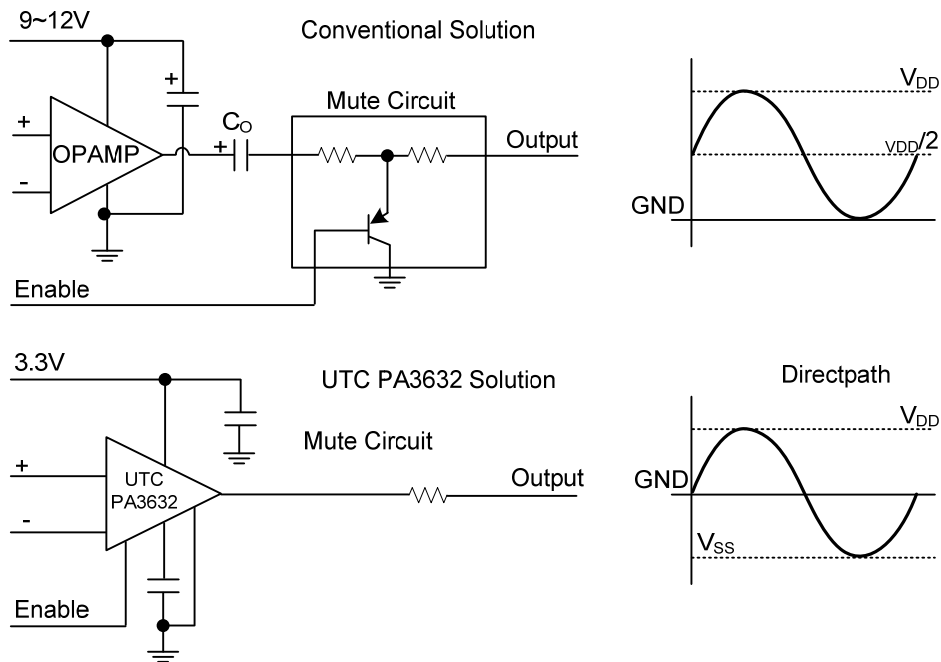 9~12V
Conventional Solution
+
Mute Circuit
VDD
+
OPAMP
-
+
CO
Output
VDD/2
GND
Enable
3.3V
UTC PA3632 Solution
Directpath
VDD
Mute Circuit
+
UTC
PA3632
-
Output
GND
VSS
Enable